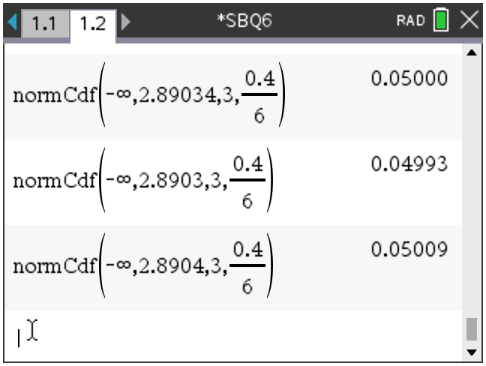 1.1 1.2 *SBQ6 RAD
normCdf(-∞,2.89034,3,0.4/6) 0.05000
normCdf(-∞,2.8903,3,0.4/6) 0.04993
normCdf(-∞,2.8904,3,0.4/6) 0.05009